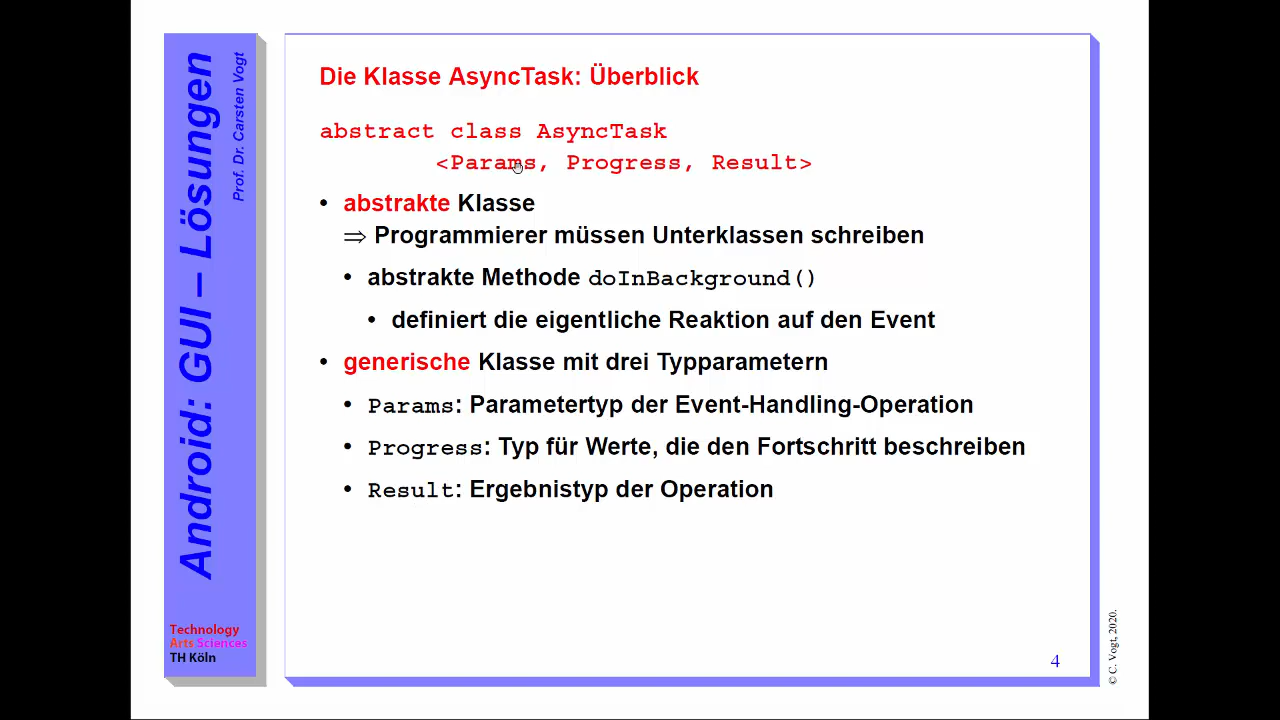 Android: GUI – Lösungen
Prof. Dr. Carsten Vogt
Technology
Arts Sciences
TH Köln
Die Klasse AsyncTask: Überblick
abstract class AsyncTask
<Params, Progress, Result>
• abstrakte Klasse
⇒ Programmierer müssen Unterklassen schreiben
• abstrakte Methode doInBackground()
• definiert die eigentliche Reaktion auf den Event
• generische Klasse mit drei Typparametern
• Params: Parametertyp der Event-Handling-Operation
• Progress: Typ für Werte, die den Fortschritt beschreiben
• Result: Ergebnistyp der Operation
4
© C. Vogt, 2020.